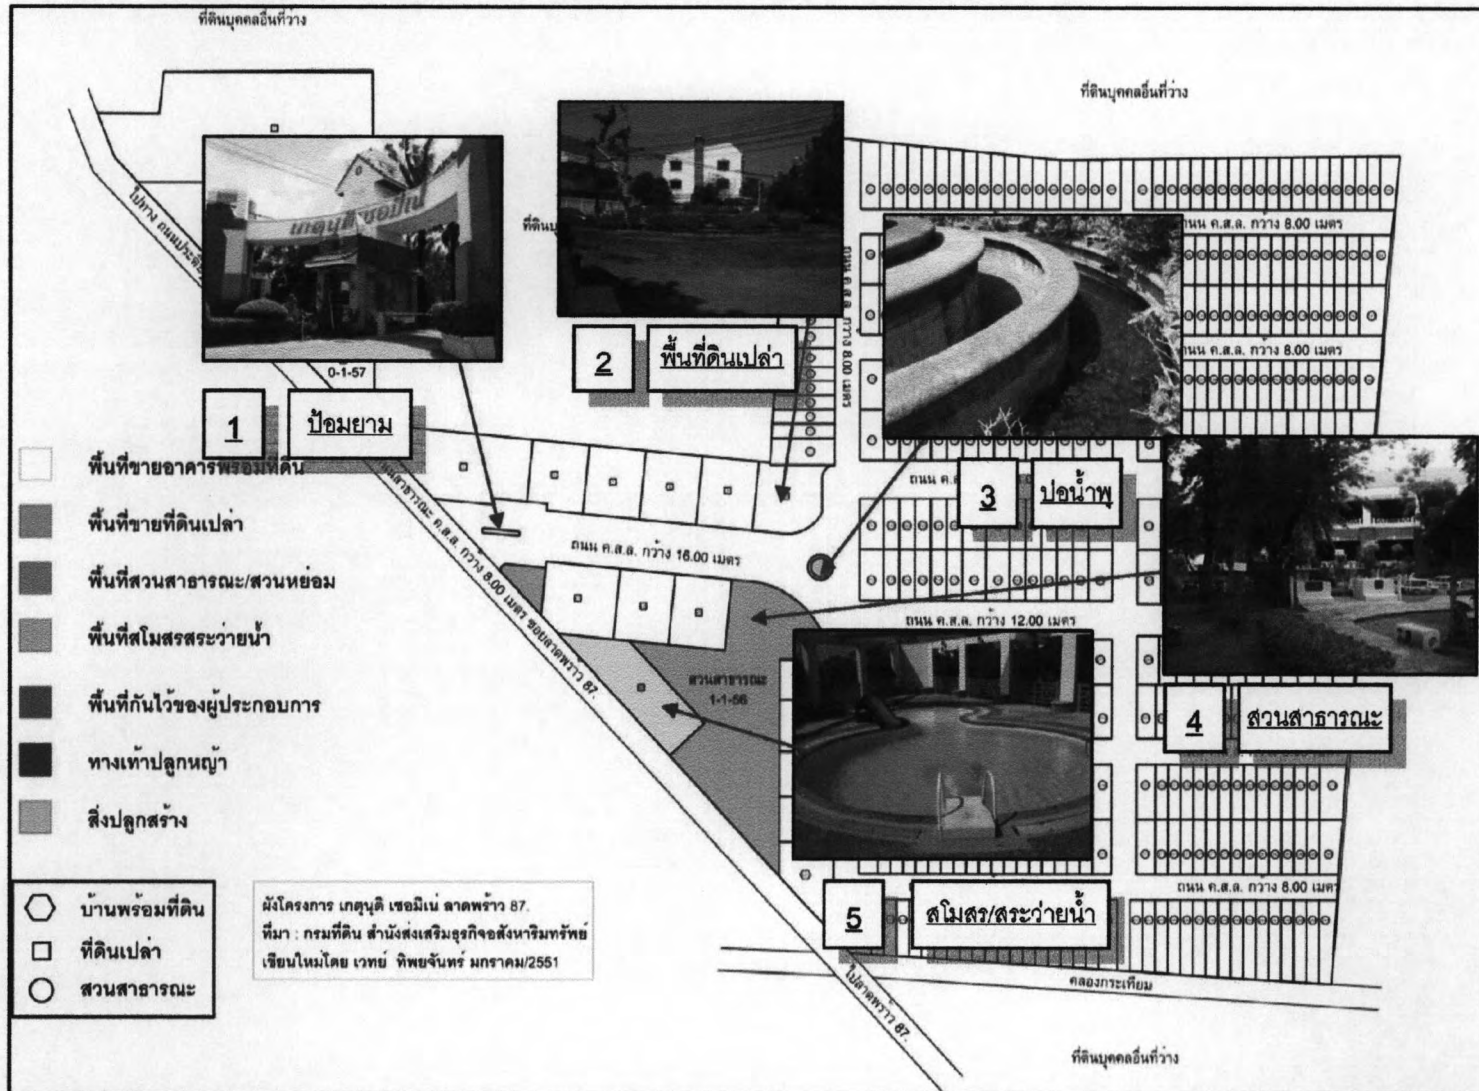 ที่ดินบุคคลอื่นที่ว่าง
ที่ดินบุคคลอื่นที่ว่าง
เกตุนุติ เซอมีเน่
ถนน ค.ส.ล. กว้าง 8.00 เมตร
ถนน ค.ส.ล. กว้าง 8.00 เมตร
ถนน ค.ส.ล. กว้าง 8.00 เมตร
0-1-57
1 ป้อมยาม
2 พื้นที่ดินเปล่า
3 บ่อน้ำพุ
4 สวนสาธารณะ
5 สโมสร/สระว่ายน้ำ
ถนน ค.ส.ล. กว้าง 16.00 เมตร
ถนน ค.ส.ล. กว้าง 12.00 เมตร
ค.ส.ล. กว้าง 8.00 เมตร ซอยลาดพร้าว 87.
สวนสาธารณะ
1-1-56
ถนน ค.ส.ล. กว้าง 8.00 เมตร
คลองกระเทียม
ไปลาดพร้าว 87.
ที่ดินบุคคลอื่นที่ว่าง
พื้นที่ขายอาคารพร้อมที่ดิน
พื้นที่ขายที่ดินเปล่า
พื้นที่สวนสาธารณะ/สวนหย่อม
พื้นที่สโมสรสระว่ายน้ำ
พื้นที่กันไว้ของผู้ประกอบการ
ทางเท้าปลูกหญ้า
สิ่งปลูกสร้าง
บ้านพร้อมที่ดิน
ที่ดินเปล่า
สวนสาธารณะ
ผังโครงการ เกตุนุติ เซอมีเน่ ลาดพร้าว 87.
ที่มา : กรมที่ดิน สำนังส่งเสริมธุรกิจอสังหาริมทรัพย์
เขียนใหม่โดย เวทย์ ทิพยจันทร์ มกราคม/2551